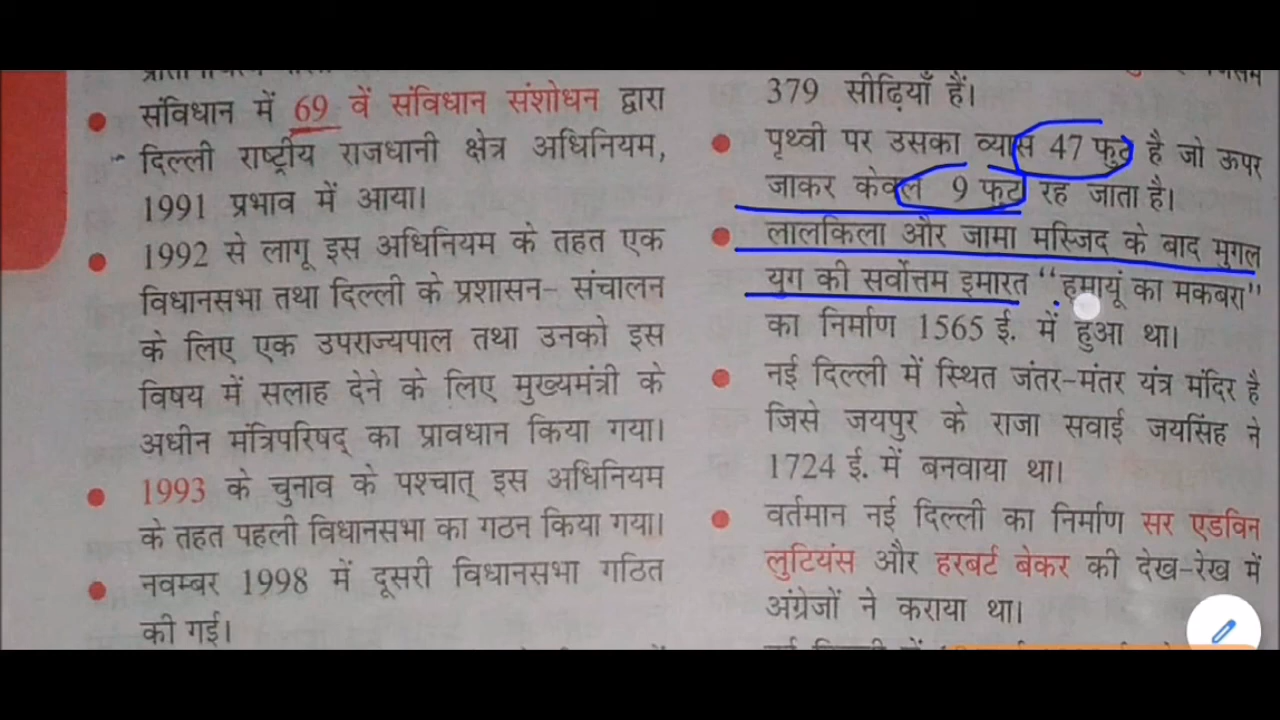 संविधान में 69 वें संविधान संशोधन द्वारा
दिल्ली राष्ट्रीय राजधानी क्षेत्र अधिनियम,
1991 प्रभाव में आया।
1992 से लागू इस अधिनियम के तहत एक
विधानसभा तथा दिल्ली के प्रशासन- संचालन
के लिए एक उपराज्यपाल तथा उनको इस
विषय में सलाह देने के लिए मुख्यमंत्री के
अधीन मंत्रिपरिषद् का प्रावधान किया गया।
1993 के चुनाव के पश्चात् इस अधिनियम
के तहत पहली विधानसभा का गठन किया गया।
नवम्बर 1998 में दूसरी विधानसभा गठित
की गई।
379 सीढ़ियाँ हैं।
पृथ्वी पर उसका व्यास 47 फुट है जो ऊपर
जाकर केवल 9 फुट रह जाता है।
लालकिला और जामा मस्जिद के बाद मुगल
युग की सर्वोत्तम इमारत "हुमायूं का मकबरा"
का निर्माण 1565 ई. में हुआ था।
नई दिल्ली में स्थित जंतर-मंतर यंत्र मंदिर है
जिसे जयपुर के राजा सवाई जयसिंह ने
1724 ई. में बनवाया था।
वर्तमान नई दिल्ली का निर्माण सर एडविन
लुटियंस और हरबर्ट बेकर की देख-रेख में
अंग्रेजों ने कराया था।